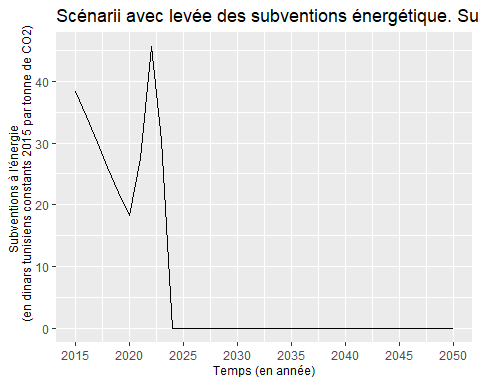 Scénarii avec levée des subventions énergétique. Su
Subventions à l'énergie
(en dinars tunisiens constants 2015 par tonne de CO2)
40
30
20
10
0
2015 2020 2025 2030 2035 2040 2045 2050
Temps (en année)